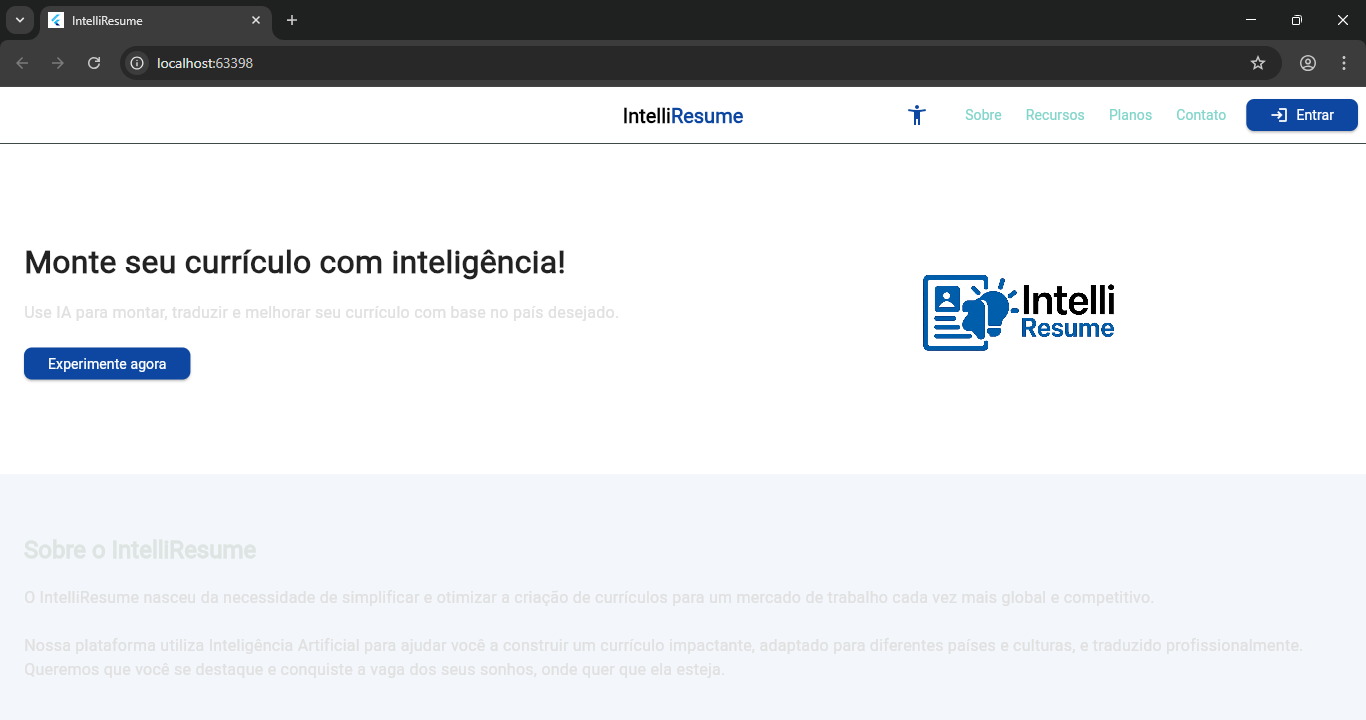 IntelliResume
localhost:63398
IntelliResume
Sobre
Recursos
Planos
Contato
Entrar
Monte seu currículo com inteligência!
Use IA para montar, traduzir e melhorar seu currículo com base no país desejado.
Experimente agora
Intelli
Resume
Sobre o IntelliResume
O IntelliResume nasceu da necessidade de simplificar e otimizar a criação de currículos para um mercado de trabalho cada vez mais global e competitivo.
Nossa plataforma utiliza Inteligência Artificial para ajudar você a construir um currículo impactante, adaptado para diferentes países e culturas, e traduzido profissionalmente.
Queremos que você se destaque e conquiste a vaga dos seus sonhos, onde quer que ela esteja.